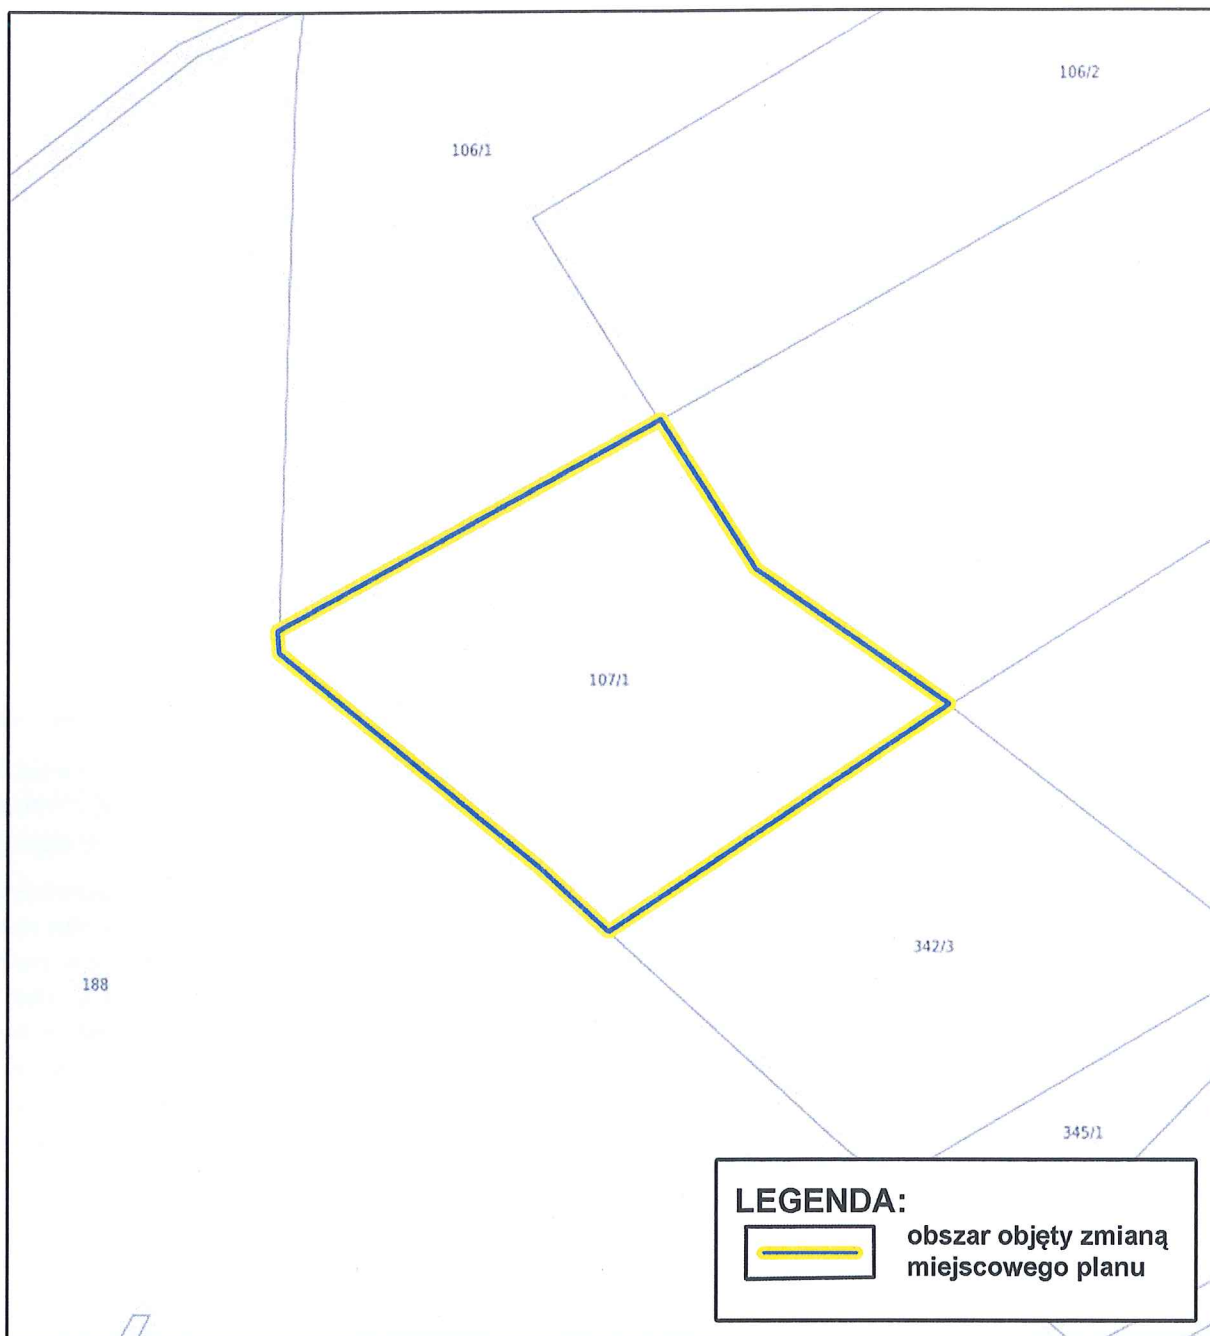 106/2
106/1
107/1
342/3
188
345/1
LEGENDA:
obszar objęty zmianą
miejscowego planu